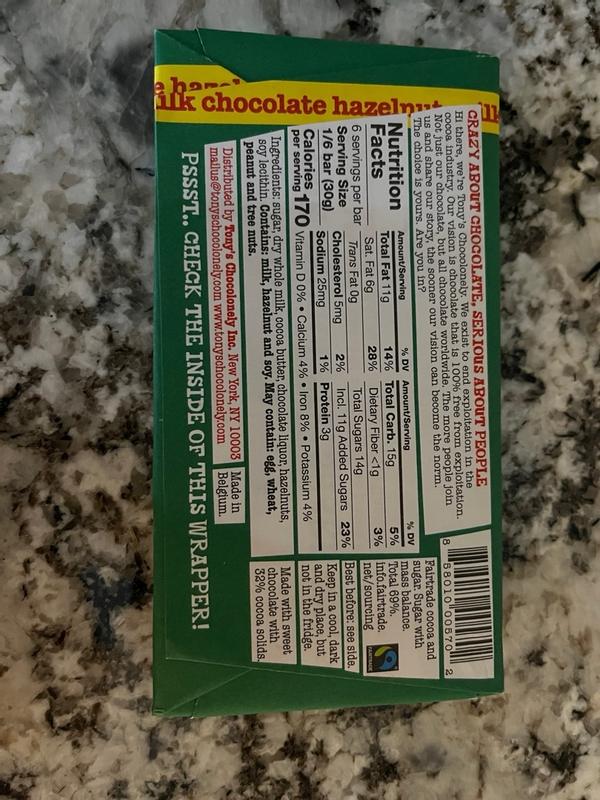 milk chocolate hazelnut
CRAZY ABOUT CHOCOLATE, SERIOUS ABOUT PEOPLE
Hi there, we're Tony's Chocolonely. We exist to end exploitation in the
cocoa industry. Our vision is chocolate that is 100% free from exploitation.
Not just our chocolate, but all chocolate worldwide. The more people join
us and share our story, the sooner our vision can become the norm.
The choice is yours. Are you in?
8 58010 00570 2
Nutrition
Facts
6 servings per bar
Serving Size
1/6 bar (30g)
Calories
per serving 170
Amount/Serving % DV
Total Fat 11g 14%
Sat. Fat 6g 28%
Trans Fat 0g
Cholesterol 5mg 2%
Sodium 25mg 1%
Amount/Serving % DV
Total Carb. 15g 5%
Dietary Fiber <1g 3%
Total Sugars 14g
Incl. 11g Added Sugars 23%
Protein 3g
Vitamin D 0% • Calcium 4% • Iron 8% • Potassium 4%
Ingredients: sugar, dry whole milk, cocoa butter, chocolate liquor, hazelnuts,
soy lecithin. Contains: milk, hazelnut and soy. May contain: egg, wheat,
peanut and tree nuts.
Distributed by Tony's Chocolonely Inc. New York, NY 10003
mailus@tonyschocolonely.com www.tonyschocolonely.com
Made in
Belgium.
Fairtrade cocoa and
sugar. Sugar with
mass balance.
Total 89%.
info.fairtrade.
net/sourcing
FAIRTRADE
Best before: see side.
Keep in a cool, dark
and dry place, but
not in the fridge.
Made with sweet
chocolate with
32% cocoa solids.
PSSST.. CHECK THE INSIDE OF THIS WRAPPER!